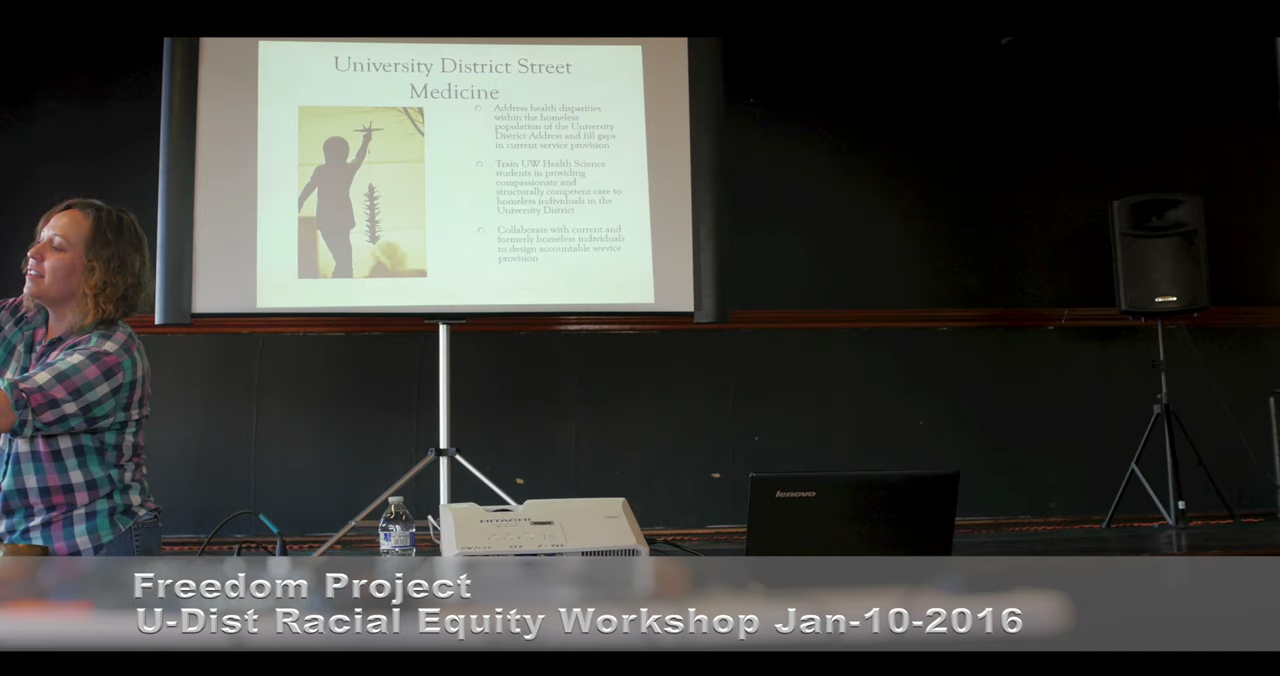 University District Street
Medicine
Address health disparities
within the homeless
population of the University
District Address and fill gaps
in current service provision
Train UW Health Science
students in providing
compassionate and
structurally competent care to
homeless individuals in the
University District
Collaborate with current and
formerly homeless individuals
to design accountable service
provision
lenovo
HITACHI
Freedom Project
U-Dist Racial Equity Workshop Jan-10-2016